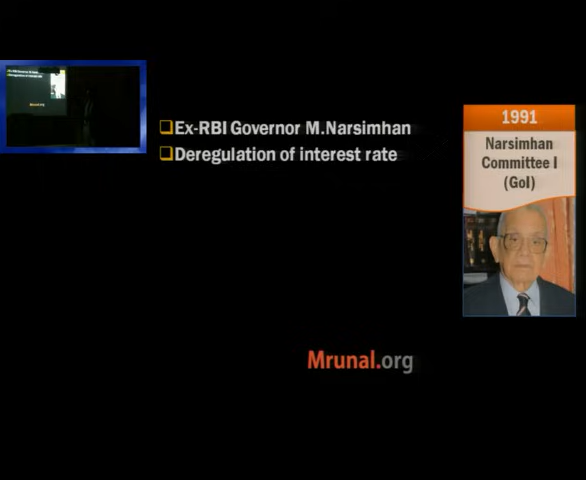 Ex-RBI Governor M.Narsimhan
Deregulation of interest rate
1991
Narsimhan
Committee I
(GoI)
Mrunal.org